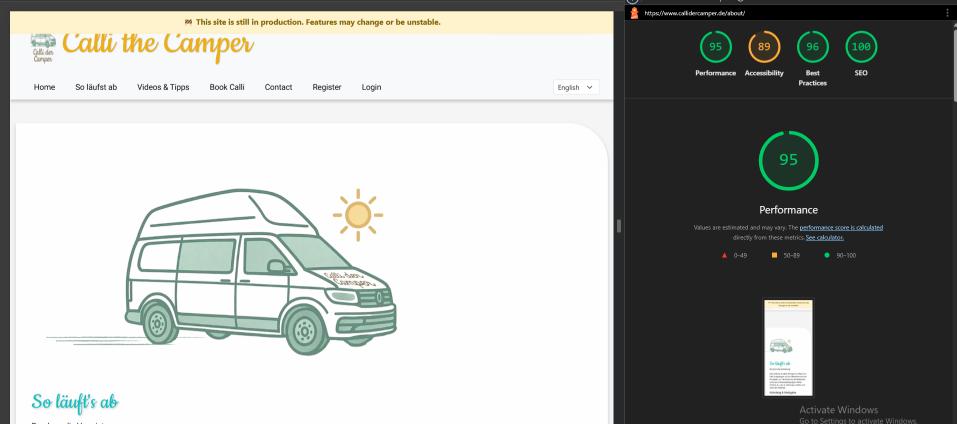 🚧 This site is still in production. Features may change or be unstable.
Calli the Camper
Calli der
Camper
Home So läufst ab Videos & Tipps Book Calli Contact Register Login English
So läuft's ab
https://www.callidercamper.de/about/
95 89 96 100
Performance Accessibility Best Practices SEO
95
Performance
Values are estimated and may vary. The performance score is calculated
directly from these metrics. See calculator.
0–49 50–89 90–100
So läuft's ab
Activate Windows
Go to Settings to activate Windows.